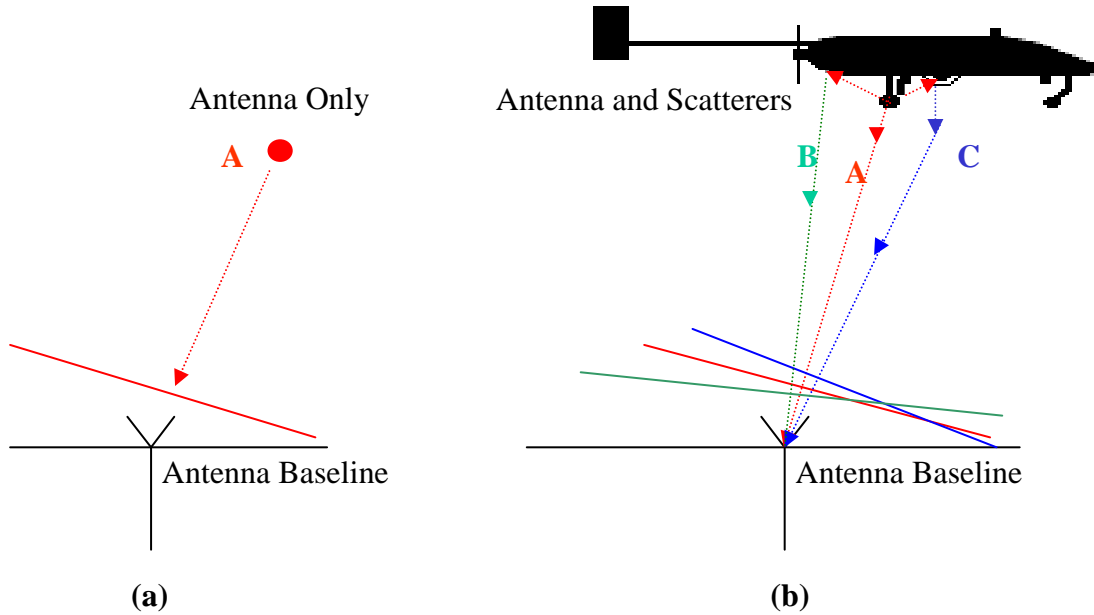 Antenna Only
A
Antenna Baseline
(a)
Antenna and Scatterers
B
A
C
Antenna Baseline
(b)